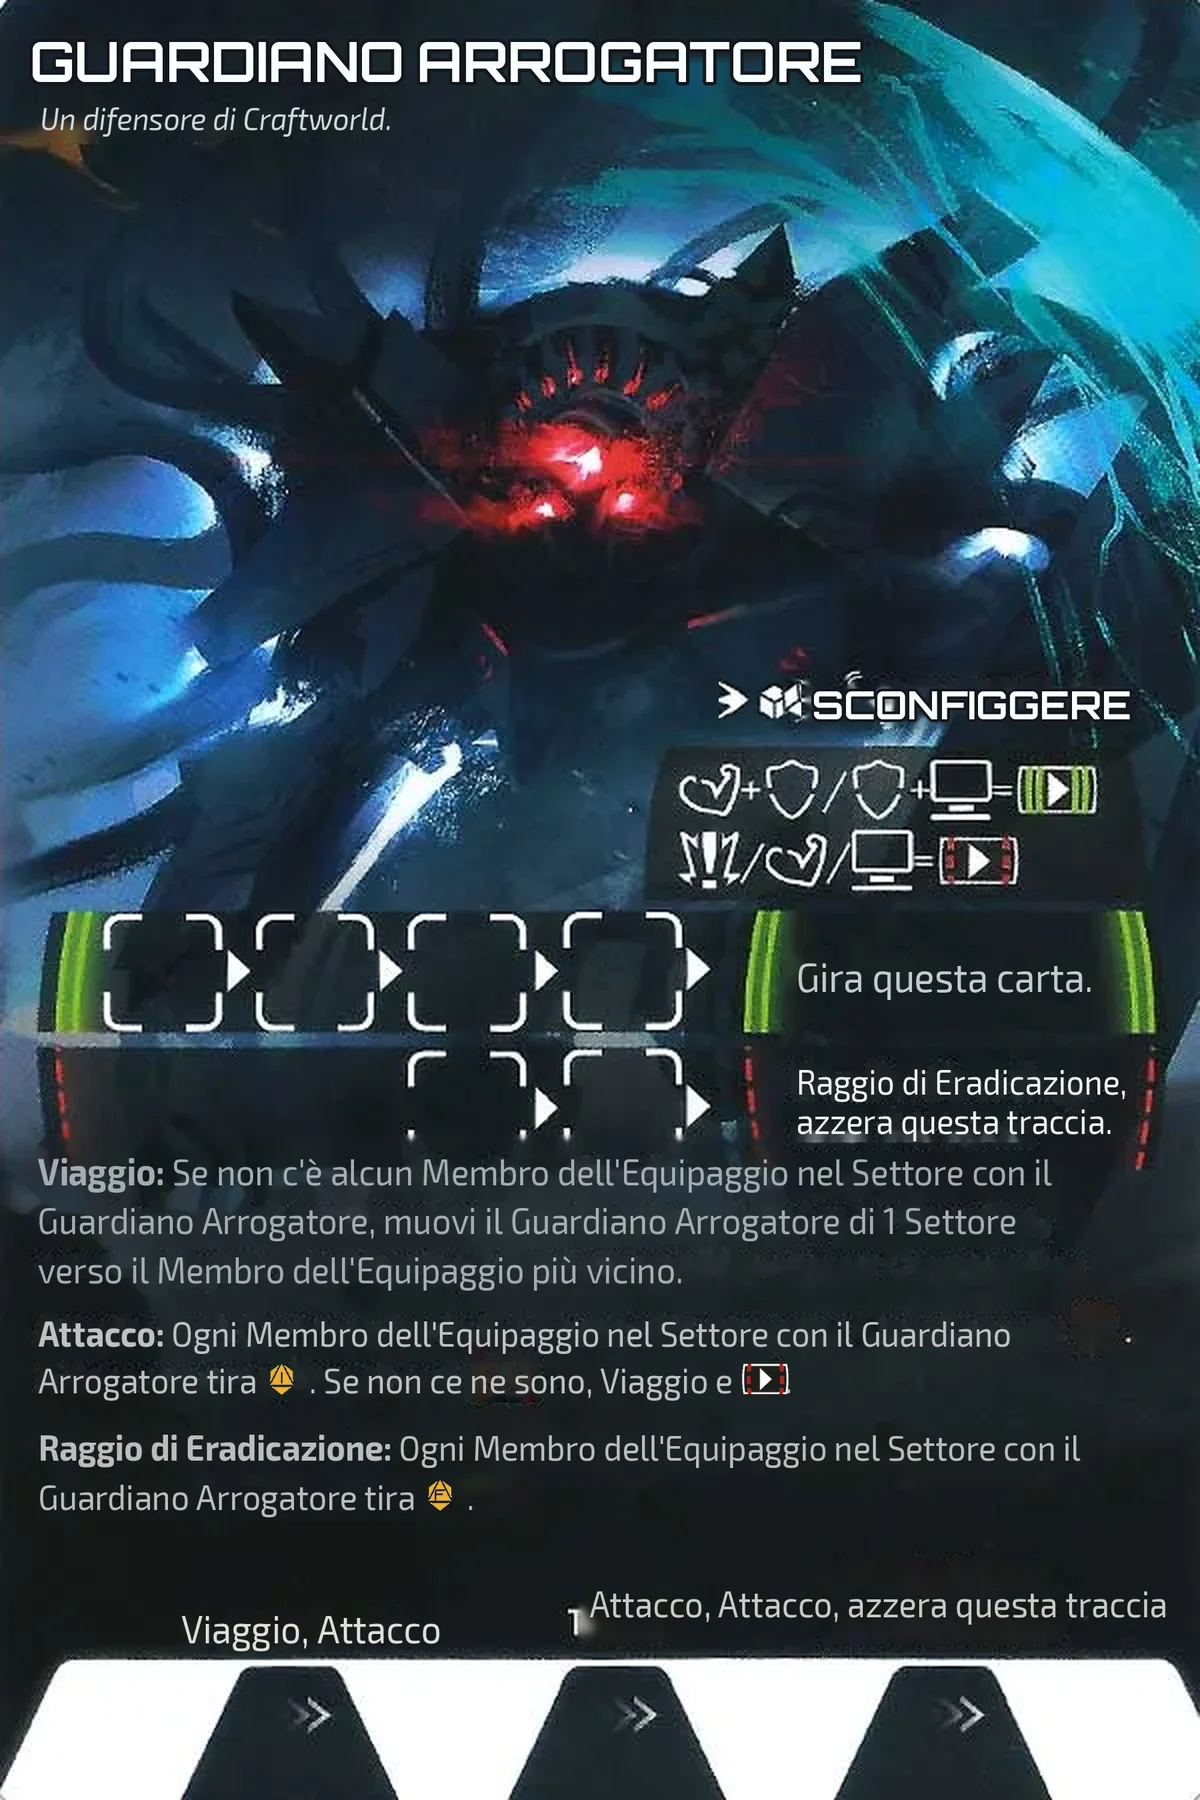 GUARDIANO ARROGATORE
Un difensore di Craftworld.
SCONFIGGERE
+ / + =
/ / =
Gira questa carta.
Raggio di Eradicazione,
azzera questa traccia.
Viaggio: Se non c'è alcun Membro dell'Equipaggio nel Settore con il
Guardiano Arrogatore, muovi il Guardiano Arrogatore di 1 Settore
verso il Membro dell'Equipaggio più vicino.
Attacco: Ogni Membro dell'Equipaggio nel Settore con il Guardiano
Arrogatore tira . Se non ce ne sono, Viaggio e
Raggio di Eradicazione: Ogni Membro dell'Equipaggio nel Settore con il
Guardiano Arrogatore tira .
Viaggio, Attacco
Attacco, Attacco, azzera questa traccia